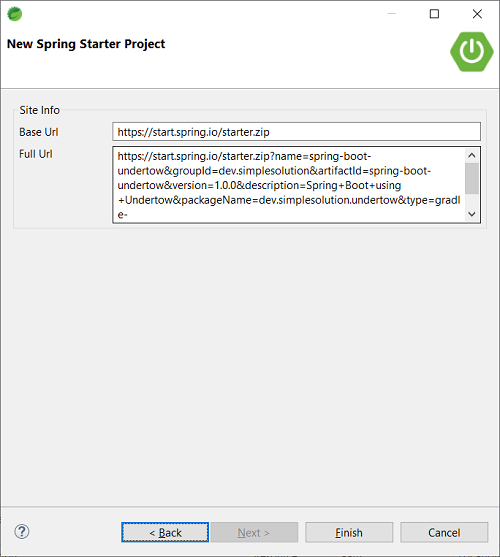 New Spring Starter Project
Site Info
Base Url
https://start.spring.io/starter.zip
Full Url
https://start.spring.io/starter.zip?name=spring-boot-
undertow&groupId=dev.simplesolution&artifactId=spring-boot-
undertow&version=1.0.0&description=Spring+Boot+using
+Undertow&packageName=dev.simplesolution.undertow&type=gradl
e-
< Back
Next >
Finish
Cancel